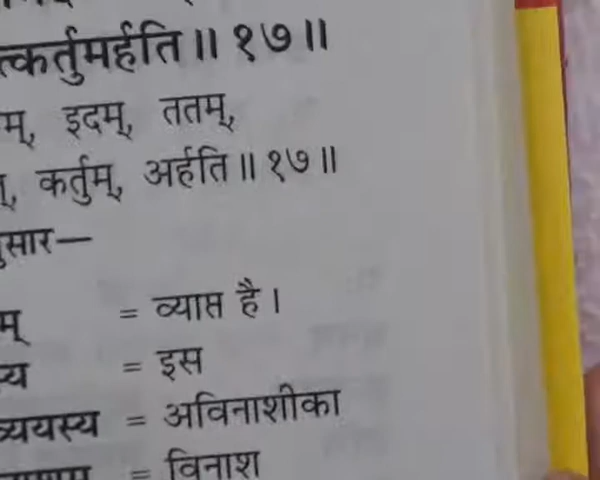 त्कर्तुमर्हति॥ १७॥
म्, इदम्, ततम्,
कर्तुम्, अर्हति॥ १७॥
नुसार—
म् = व्याप्त है।
स्य = इस
व्ययस्य = अविनाशीका
= विनाश